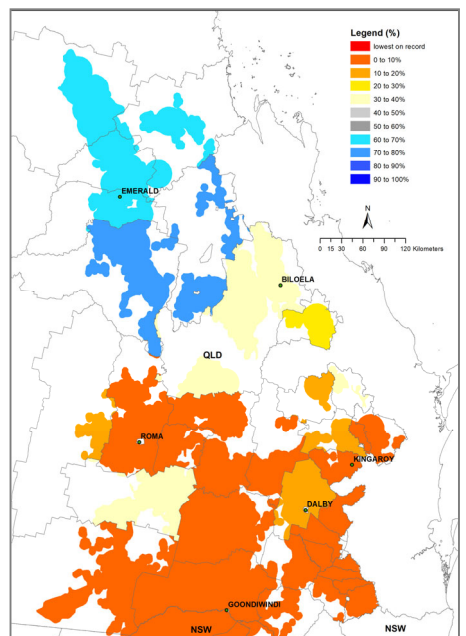 Legend (%)
lowest on record
0 to 10%
10 to 20%
20 to 30%
30 to 40%
40 to 50%
50 to 60%
60 to 70%
70 to 80%
80 to 90%
90 to 100%
N
0 15 30 60 90 120 Kilometers
EMERALD
BILOELA
QLD
ROMA
KINGAROY
DALBY
GOONDIWINDI
NSW NSW